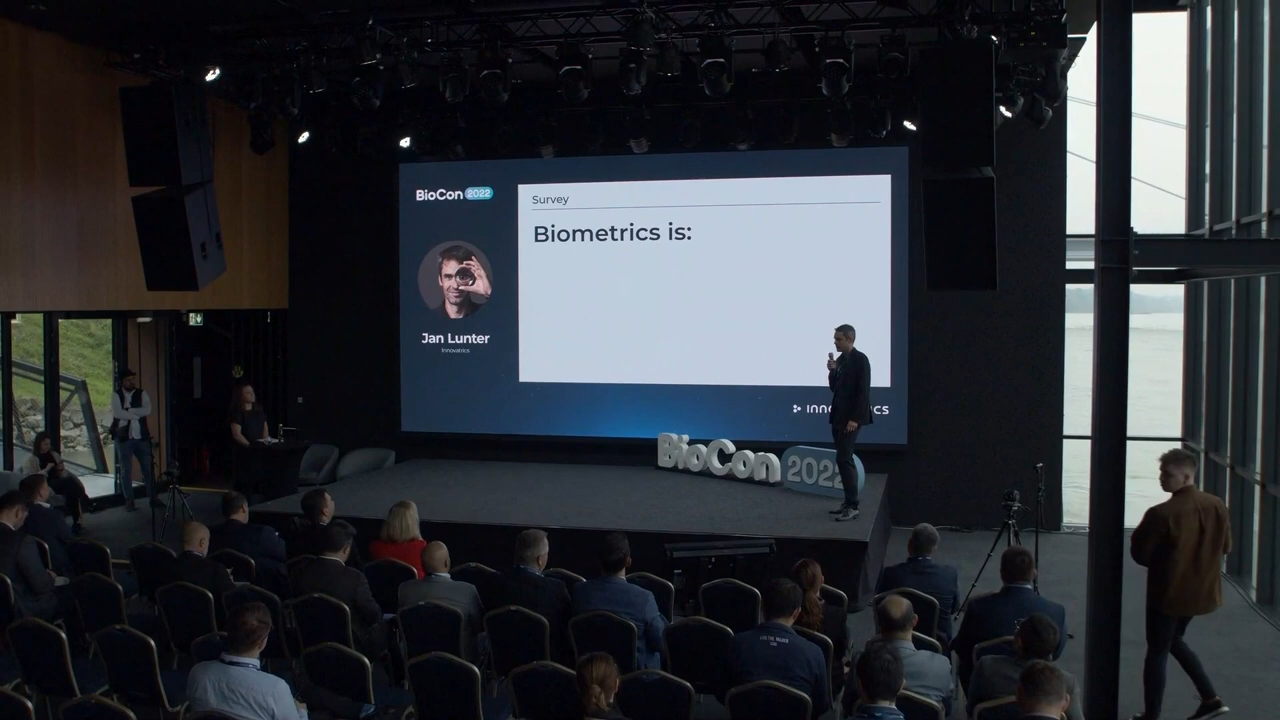 BioCon 2022
Survey
Biometrics is:
Jan Lunter
Innovatrics
BioCon 2022